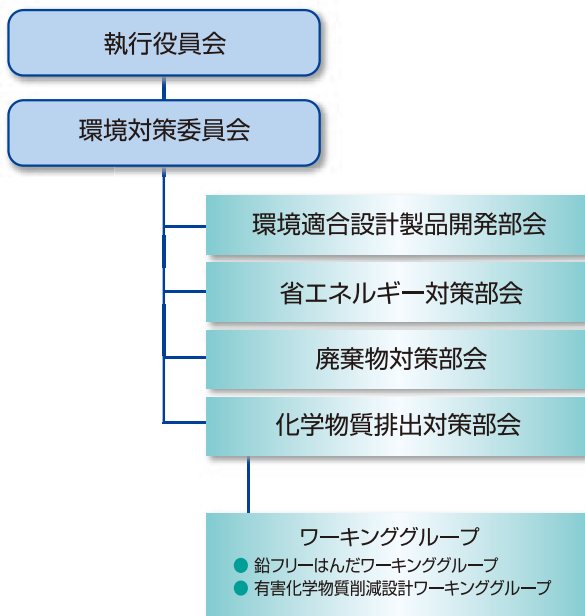 執行役員会
環境対策委員会
環境適合設計製品開発部会
省エネルギー対策部会
廃棄物対策部会
化学物質排出対策部会
ワーキンググループ
● 鉛フリーはんだワーキンググループ
● 有害化学物質削減設計ワーキンググループ